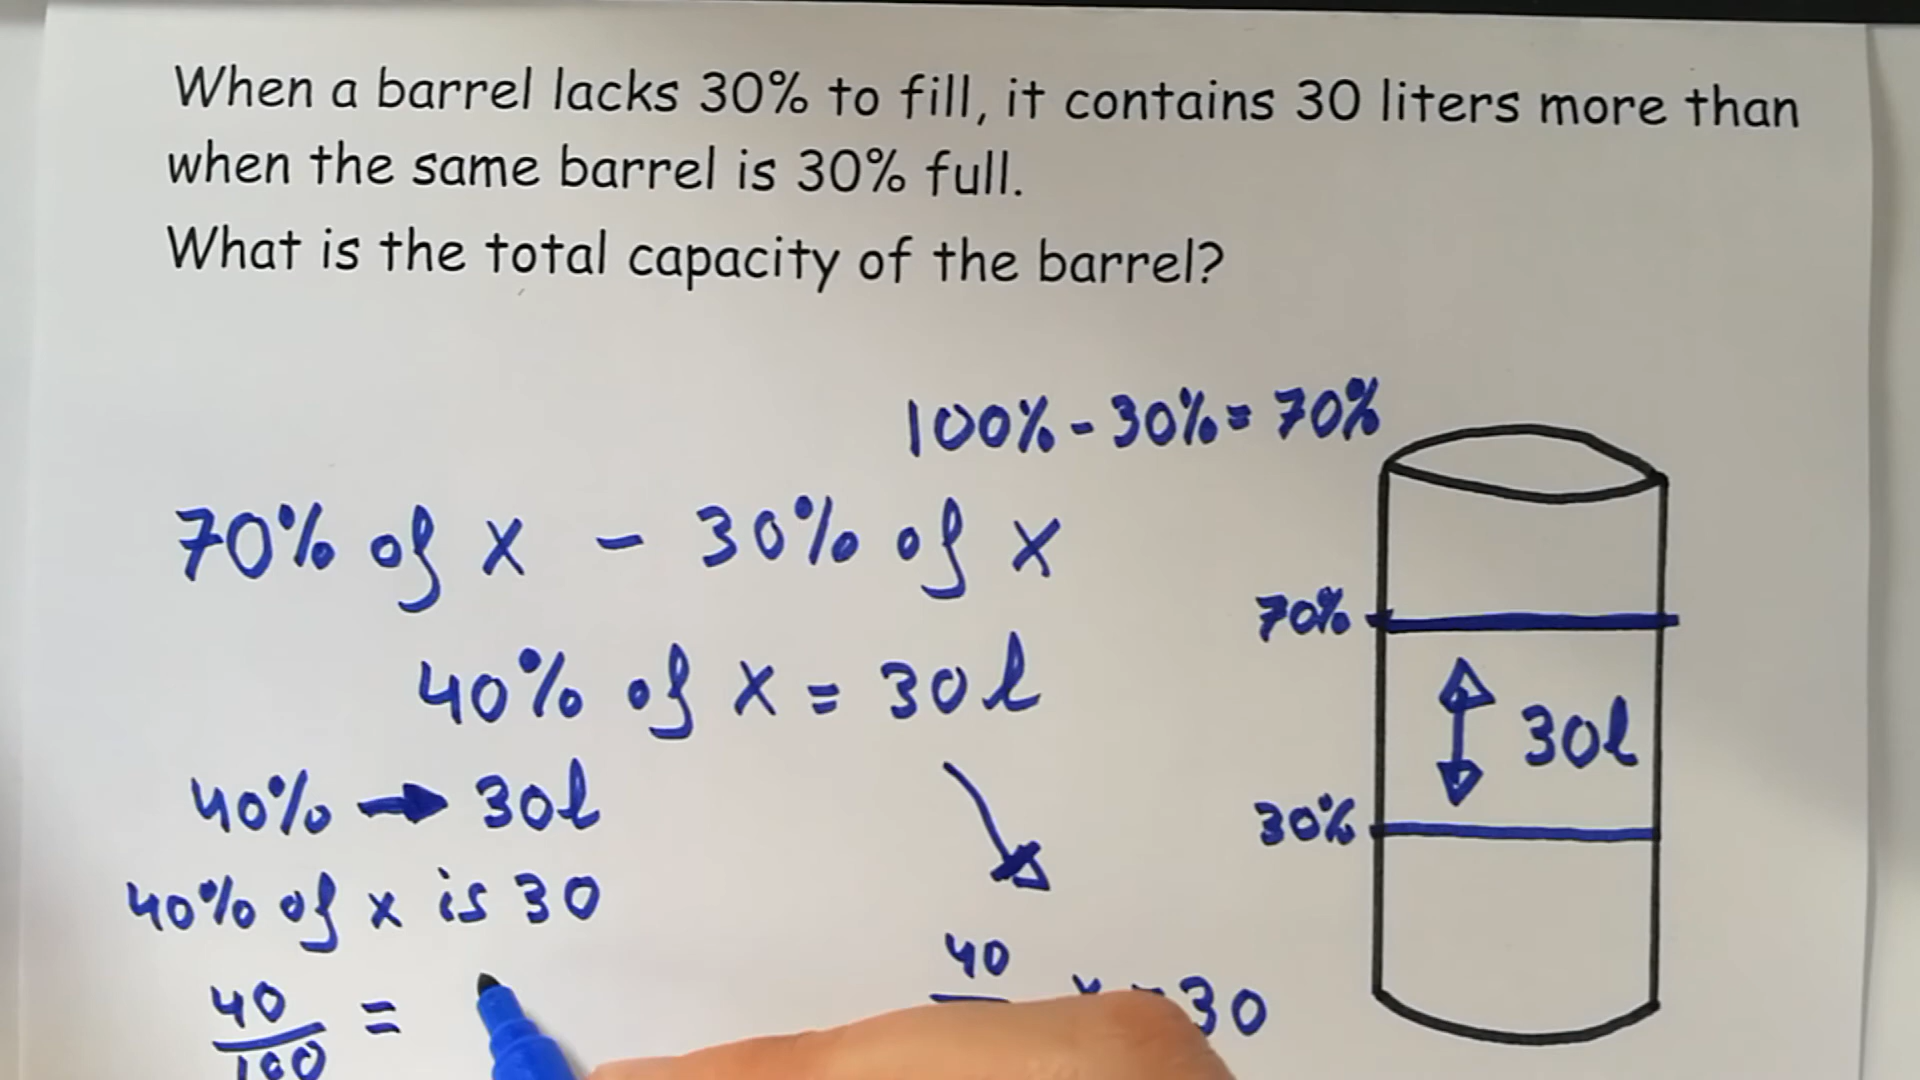 When a barrel lacks 30% to fill, it contains 30 liters more than
when the same barrel is 30% full.
What is the total capacity of the barrel?
100% - 30% = 70%
70% of x - 30% of x
40% of x = 30l
40% → 30l
40% of x is 30
40/100 =
40
30
70%
30l
30%